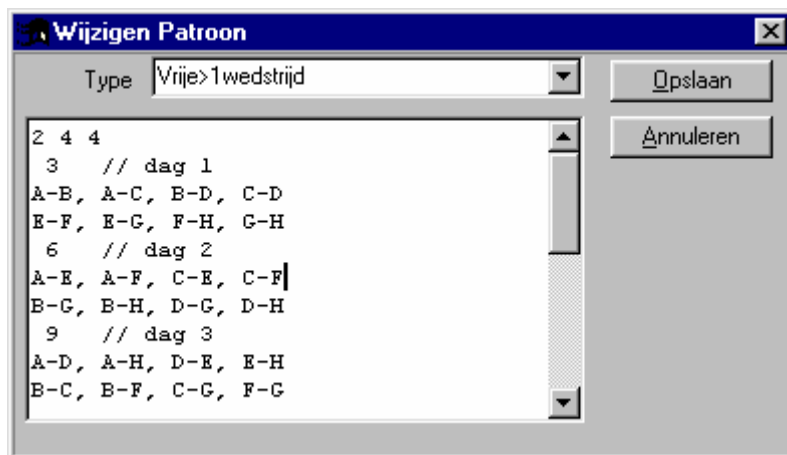 Wijzigen Patroon
Type Vrije>1wedstrijd Opslaan
Annuleren
2 4 4
3 // dag 1
A-B, A-C, B-D, C-D
E-F, E-G, F-H, G-H
6 // dag 2
A-E, A-F, C-E, C-F
B-G, B-H, D-G, D-H
9 // dag 3
A-D, A-H, D-E, E-H
B-C, B-F, C-G, F-G